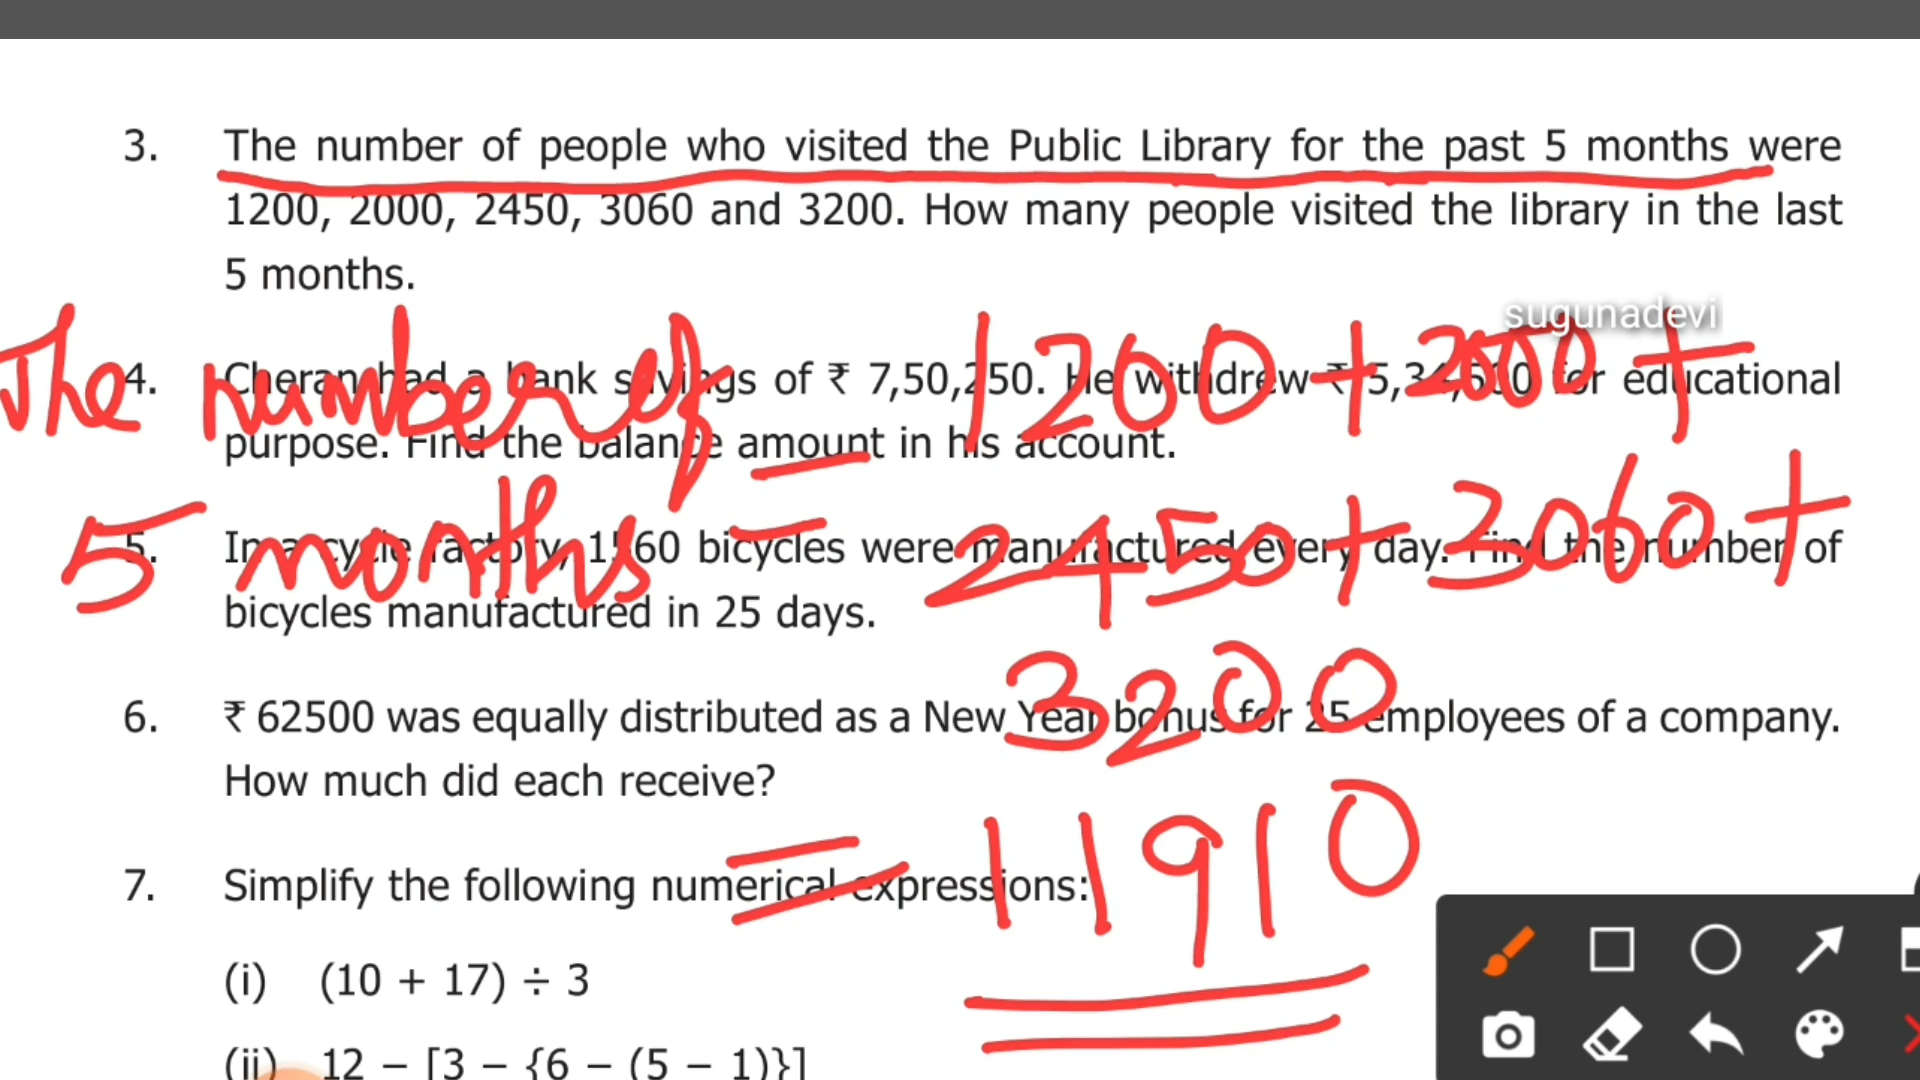 3. The number of people who visited the Public Library for the past 5 months were
1200, 2000, 2450, 3060 and 3200. How many people visited the library in the last
5 months.
sugunadevi
The number of = 1200 + 2000 +
4. Cheran had a bank savings of ₹ 7,50,250. He withdrew ₹ for educational
purpose. Find the balance amount in his account.
5 months = 2450 + 3060 +
5. In a cycle factory, 1560 bicycles were manufactured every day. Find the number of
bicycles manufactured in 25 days.
3200
6. ₹ 62500 was equally distributed as a New Year bonus for 25 employees of a company.
How much did each receive?
= 11910
7. Simplify the following numerical expressions:
(i) (10 + 17) ÷ 3
(ii) 12 – [3 – {6 – (5 – 1)}]